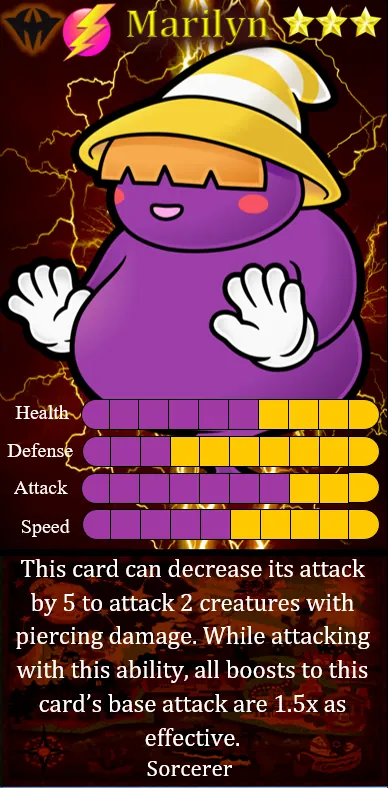 Marilyn
Health
Defense
Attack
Speed
This card can decrease its attack
by 5 to attack 2 creatures with
piercing damage. While attacking
with this ability, all boosts to this
card’s base attack are 1.5x as
effective.
Sorcerer